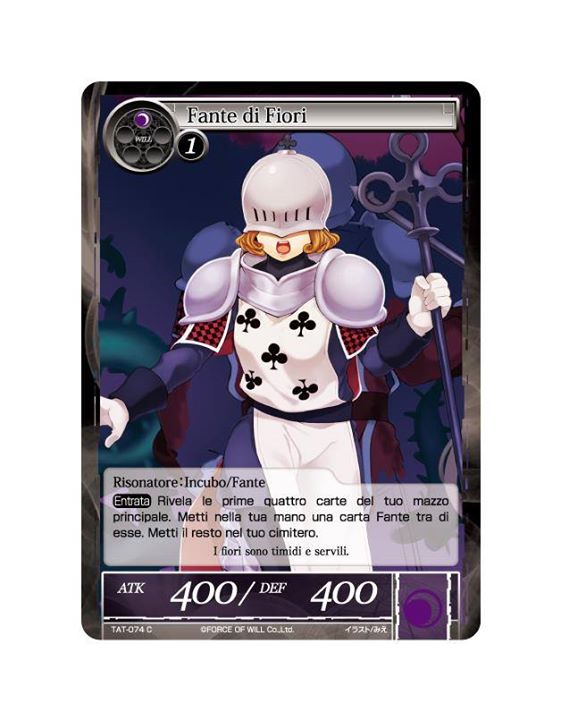 Fante di Fiori
WILL
1
Risonatore:Incubo/Fante
Entrata Rivela le prime quattro carte del tuo mazzo
principale. Metti nella tua mano una carta Fante tra di
esse. Metti il resto nel tuo cimitero.
I fiori sono timidi e servili.
ATK 400 / DEF 400
TAT-074 C ©FORCE OF WILL Co.,Ltd. イラスト/みえ